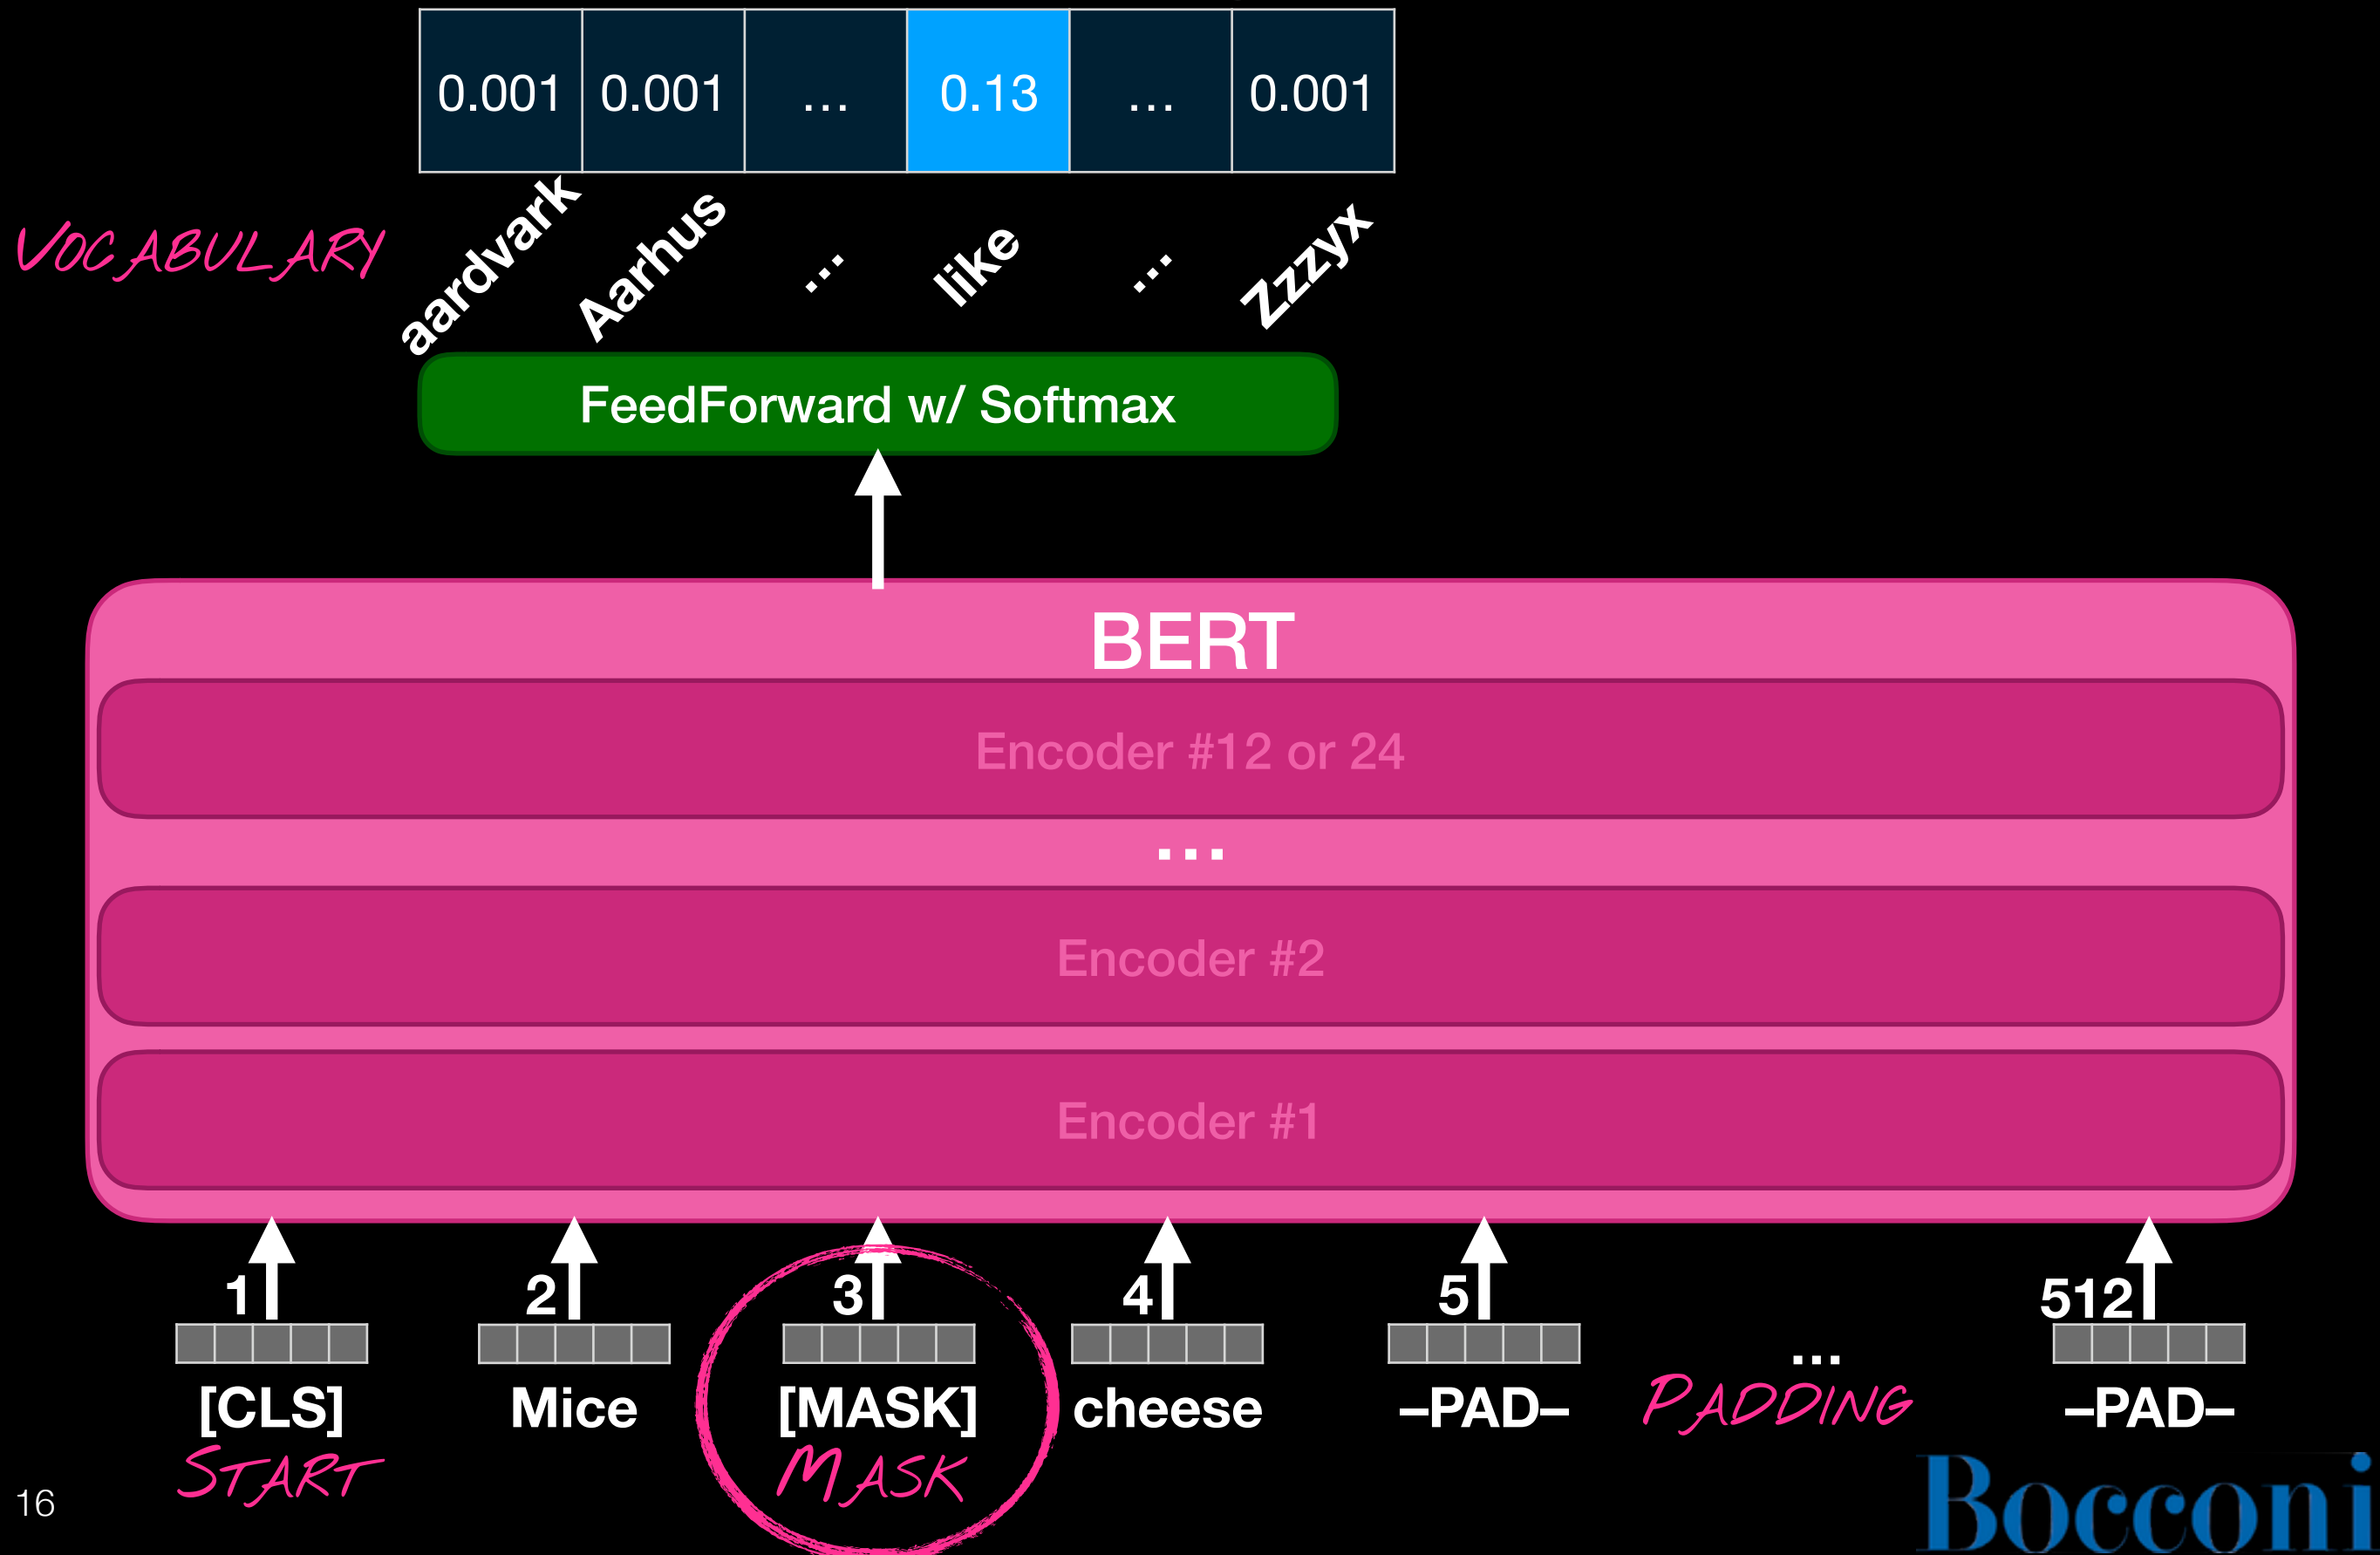 0.001 0.001 ... 0.13 ... 0.001
VOCABULARY
aardvark Aarhus ... like ... Zzzyx
FeedForward w/ Softmax
BERT
Encoder #12 or 24
...
Encoder #2
Encoder #1
1 2 3 4 5 512
...
[CLS] Mice [MASK] cheese –PAD– PADDING –PAD–
START MASK
16
Bocconi